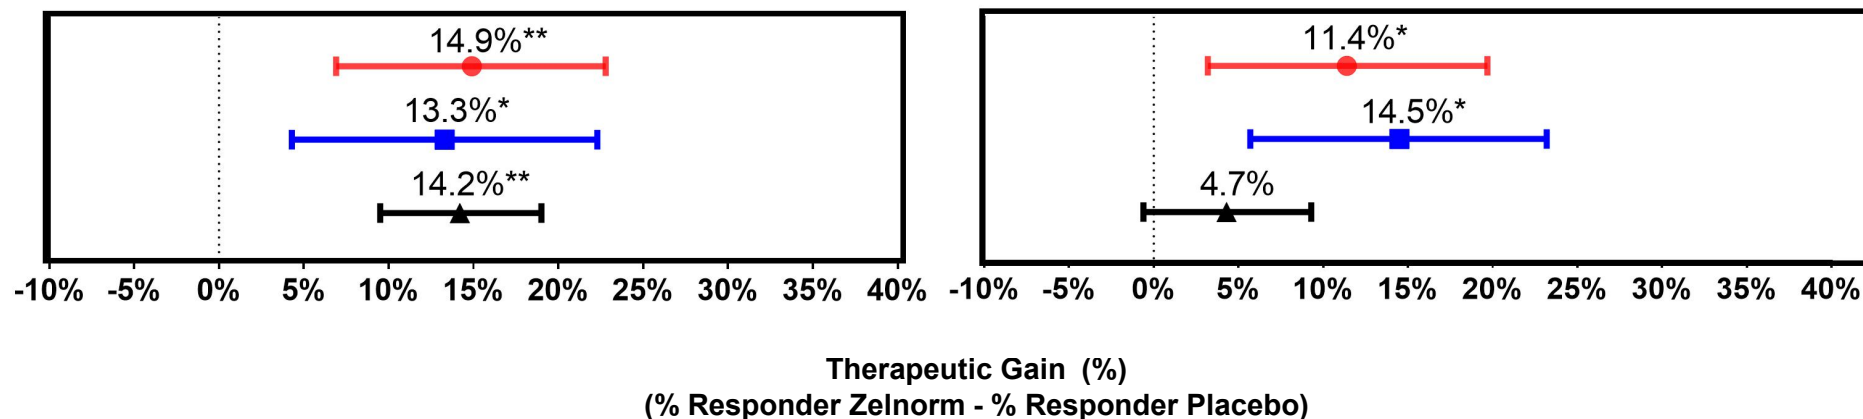 14.9%**
13.3%*
14.2%**
-10% -5% 0% 5% 10% 15% 20% 25% 30% 35% 40%
11.4%*
14.5%*
4.7%
-10% -5% 0% 5% 10% 15% 20% 25% 30% 35% 40%
Therapeutic Gain (%)
(% Responder Zelnorm - % Responder Placebo)